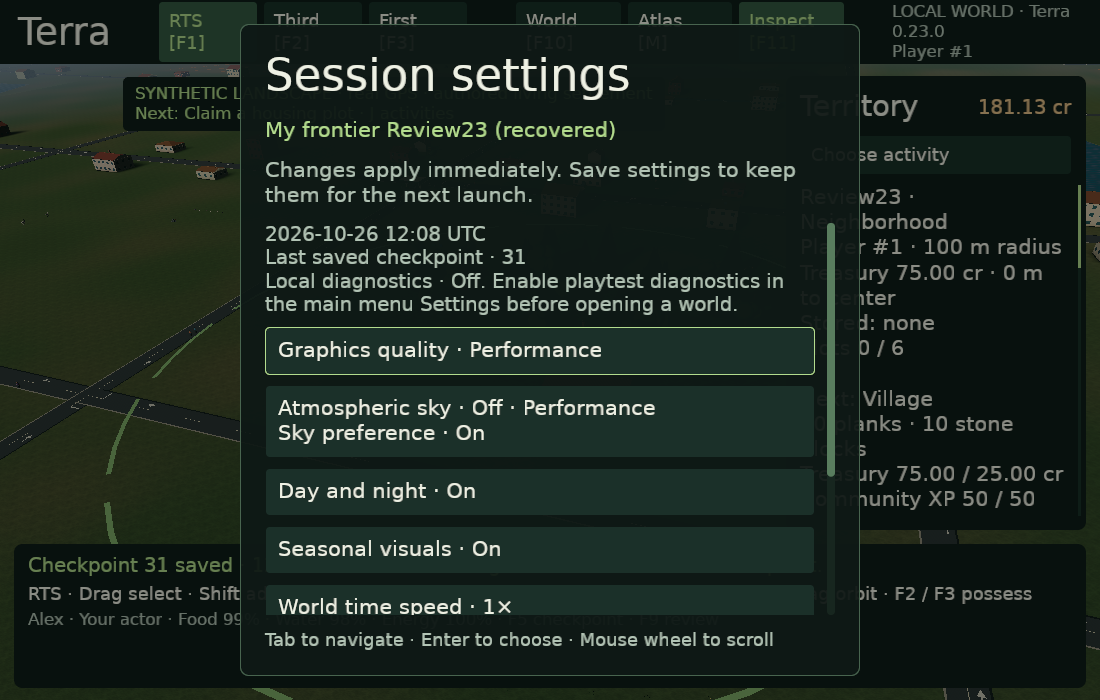 Terra
RTS
[F1]
Third
[F2]
First
[F3]
World
[F10]
Atlas
[M]
Inspect
[F11]
LOCAL WORLD · Terra
0.23.0
Player #1
SYNTHETIC
Next: Claim a
Session settings
My frontier Review23 (recovered)
Changes apply immediately. Save settings to keep
them for the next launch.
2026-10-26 12:08 UTC
Last saved checkpoint · 31
Local diagnostics · Off. Enable playtest diagnostics in
the main menu Settings before opening a world.
Graphics quality · Performance
Atmospheric sky · Off · Performance
Sky preference · On
Day and night · On
Seasonal visuals · On
World time speed · 1×
Tab to navigate · Enter to choose · Mouse wheel to scroll
Territory
181.13 cr
Choose activity
Review23 ·
Neighborhood
Player #1 · 100 m radius
Treasury 75.00 cr · 0 m
to center
Stored: none
0 / 6
Village
planks · 10 stone
Treasury 75.00 / 25.00 cr
Community XP 50 / 50
Checkpoint 31 saved
RTS · Drag select · Shift
orbit · F2 / F3 possess
Alex · Your actor · Food 99